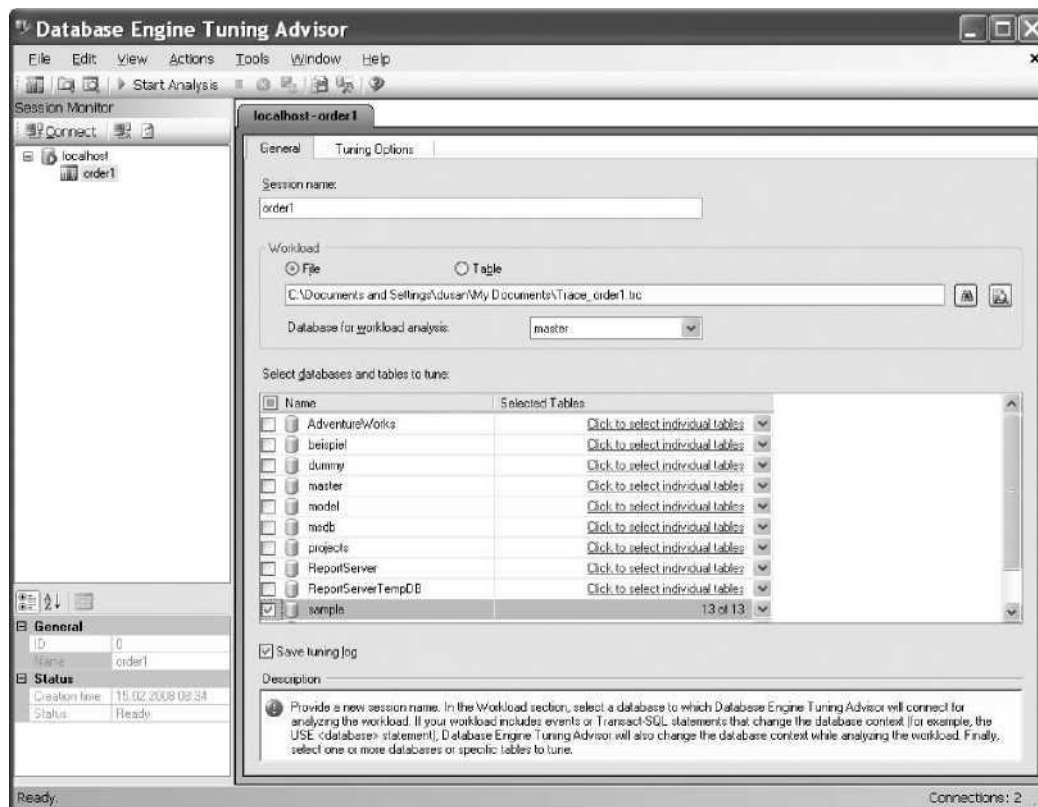 Database Engine Tuning Advisor
File Edit View Actions Tools Window Help
Start Analysis
Session Monitor
Connect
localhost
order1
General
ID 0
Name order1
Status
Creation time 15.02.2008 08:34
Status Ready
localhost - order1
General Tuning Options
Session name:
order1
Workload
File Table
C:\Documents and Settings\dusan\My Documents\Trace_order1.trc
Database for workload analysis: master
Select databases and tables to tune:
Name Selected Tables
AdventureWorks Click to select individual tables
beispiel Click to select individual tables
dummy Click to select individual tables
master Click to select individual tables
model Click to select individual tables
msdb Click to select individual tables
projects Click to select individual tables
ReportServer Click to select individual tables
ReportServerTempDB Click to select individual tables
sample 13 of 13
Save tuning log
Description
Provide a new session name. In the Workload section, select a database to which Database Engine Tuning Advisor will connect for
analyzing the workload. If your workload includes events or Transact-SQL statements that change the database context (for example, the
USE <database> statement), Database Engine Tuning Advisor will also change the database context while analyzing the workload. Finally,
select one or more databases or specific tables to tune.
Ready. Connections: 2